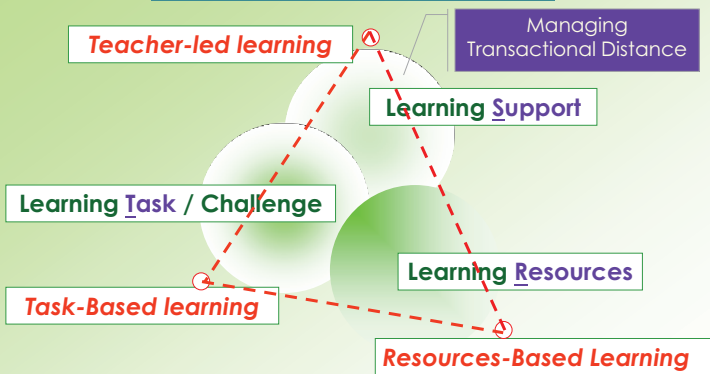 Managing
Transactional Distance
Teacher-led learning
Learning Support
Learning Task / Challenge
Learning Resources
Task-Based learning
Resources-Based Learning